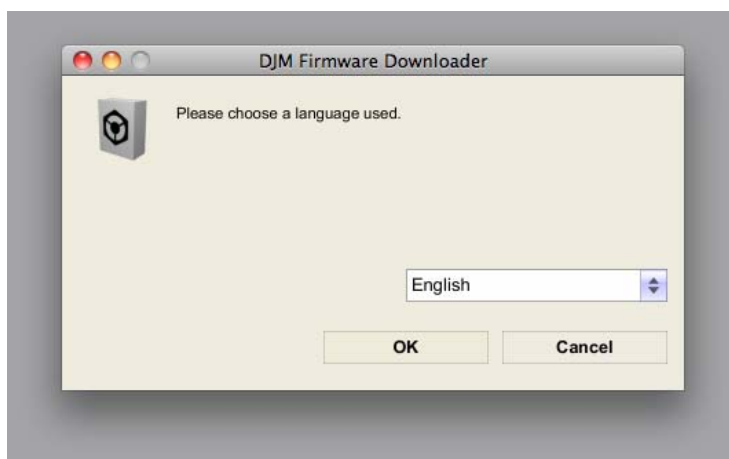 DJM Firmware Downloader
Please choose a language used.
English
OK
Cancel